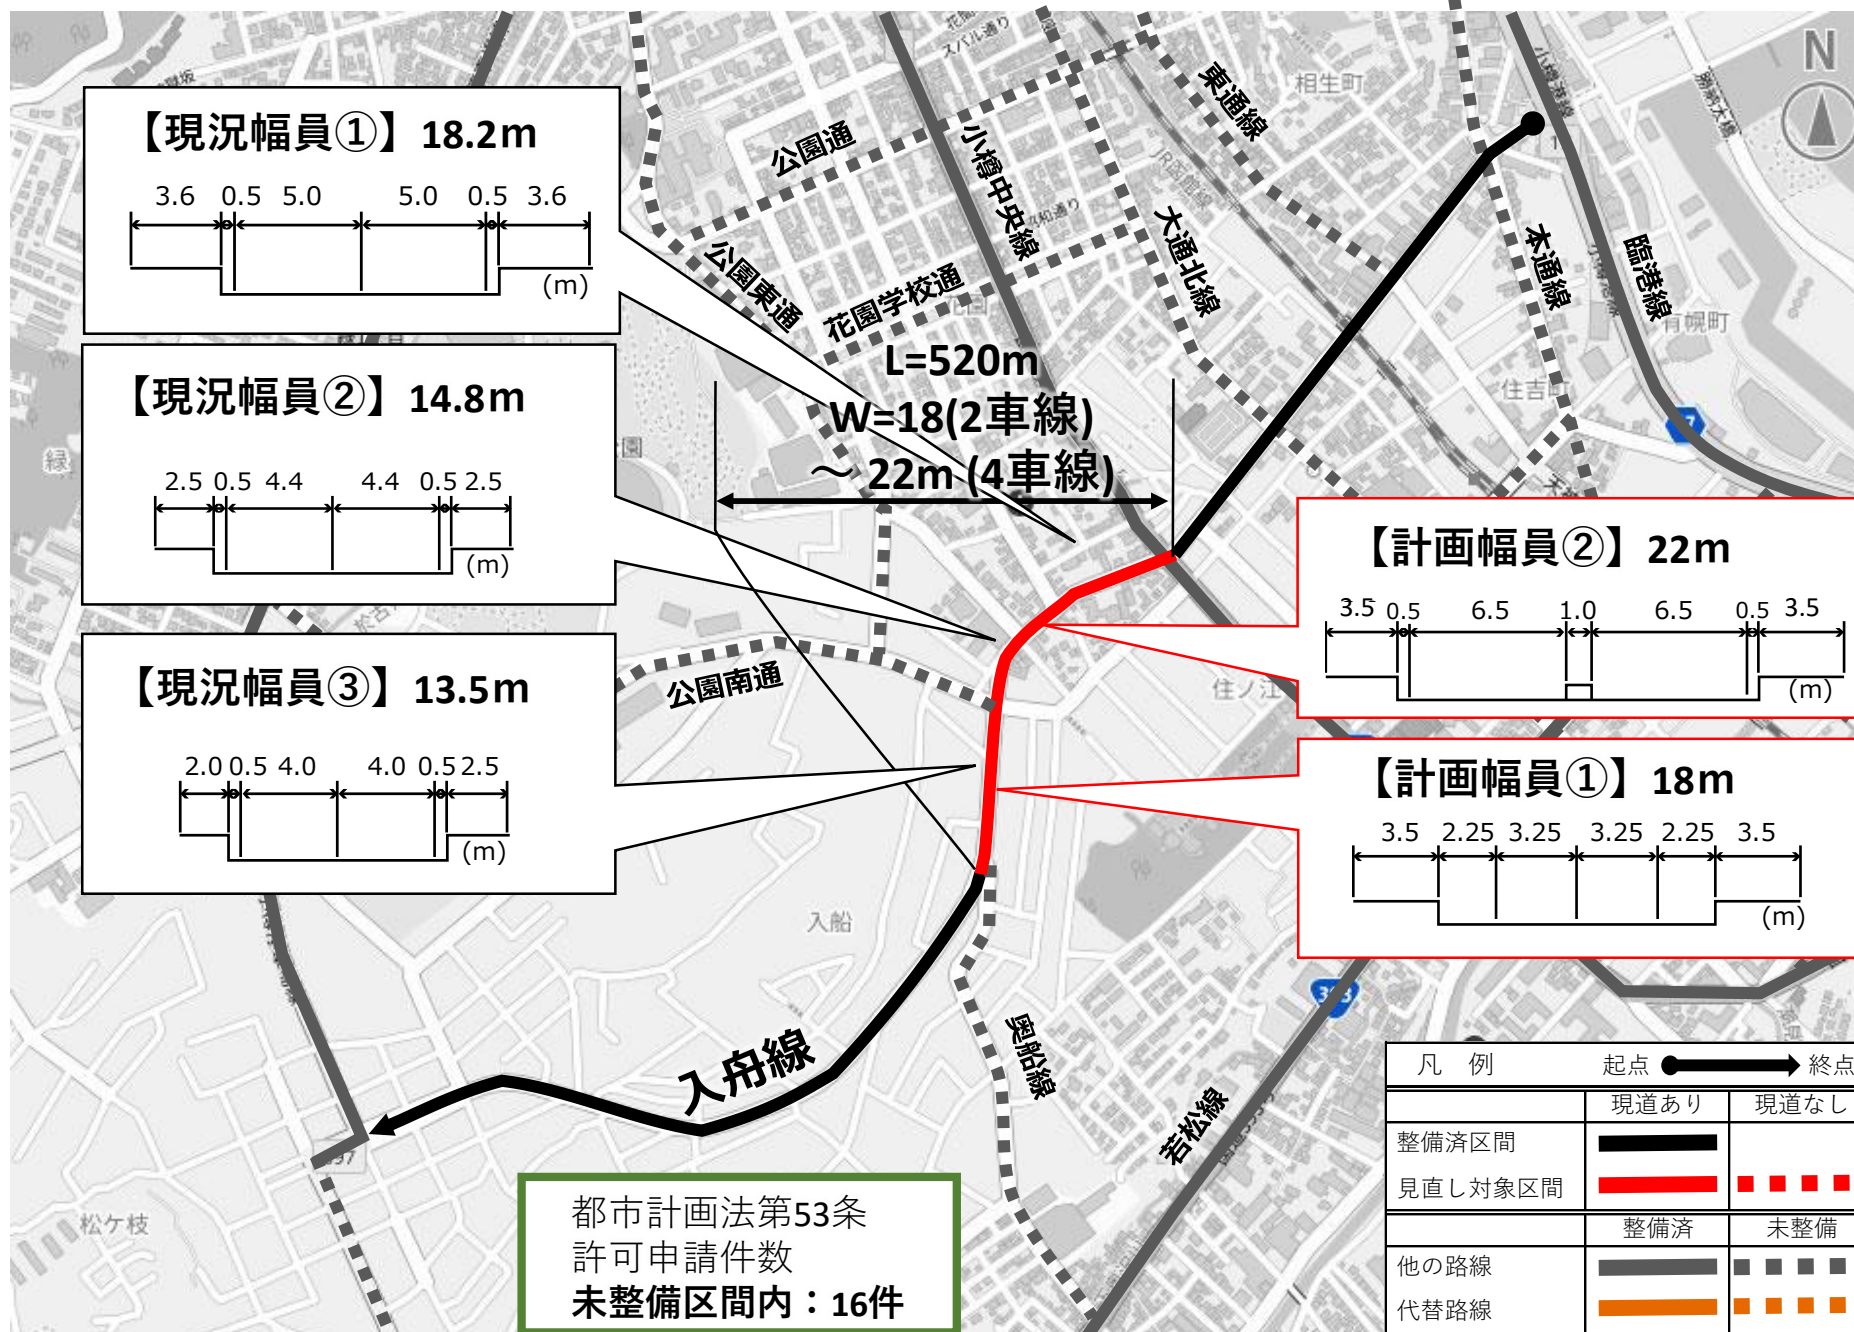 【現況幅員①】18.2m
3.6 0.5 5.0 5.0 0.5 3.6
(m)
【現況幅員②】14.8m
2.5 0.5 4.4 4.4 0.5 2.5
(m)
【現況幅員③】13.5m
2.0 0.5 4.0 4.0 0.5 2.5
(m)
L=520m
W=18(2車線)
～ 22m (4車線)
【計画幅員②】22m
3.5 0.5 6.5 1.0 6.5 0.5 3.5
(m)
【計画幅員①】18m
3.5 2.25 3.25 3.25 2.25 3.5
(m)
N
スバル通り
相生町
東通線
公園通
小樽中央線
公園東通
花園学校通
大通北線
本通線
臨港線
有幌町
住吉町
緑
公園南通
住ノ江
入船
入舟線
奥船線
若松線
松ケ枝
都市計画法第53条
許可申請件数
未整備区間内：16件
凡 例 起点 終点
現道あり 現道なし
整備済区間
見直し対象区間
整備済 未整備
他の路線
代替路線